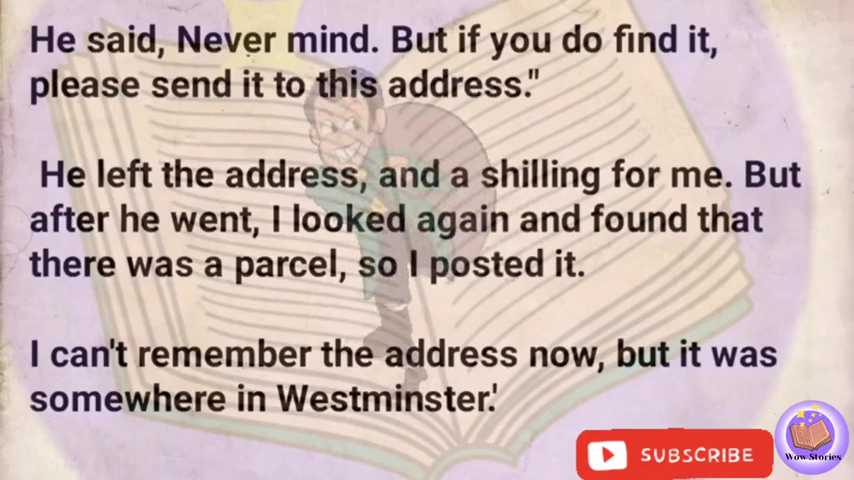 He said, Never mind. But if you do find it,
please send it to this address."
He left the address, and a shilling for me. But
after he went, I looked again and found that
there was a parcel, so I posted it.
I can't remember the address now, but it was
somewhere in Westminster.'
SUBSCRIBE
Wow Stories